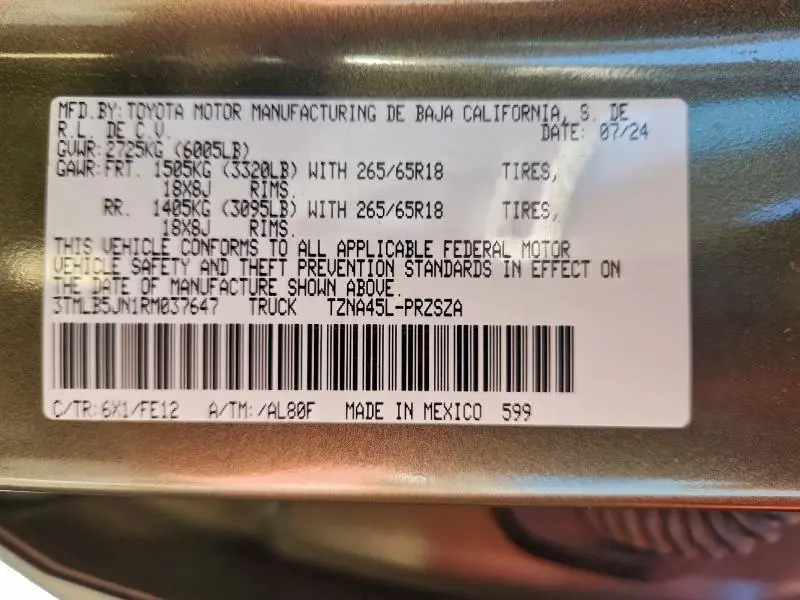 MFD.BY:TOYOTA MOTOR MANUFACTURING DE BAJA CALIFORNIA, S. DE
R.L. DE C.V. DATE: 07/24
GVWR:2725KG (6005LB)
GAWR:FRT. 1505KG (3320LB) WITH 265/65R18 TIRES,
18X8J RIMS.
RR. 1405KG (3095LB) WITH 265/65R18 TIRES,
18X8J RIMS.
THIS VEHICLE CONFORMS TO ALL APPLICABLE FEDERAL MOTOR
VEHICLE SAFETY AND THEFT PREVENTION STANDARDS IN EFFECT ON
THE DATE OF MANUFACTURE SHOWN ABOVE.
3TMLB5JN1RM037647 TRUCK TZNA45L-PRZSZA
C/TR:6X1/FE12 A/TM:/AL80F MADE IN MEXICO 599